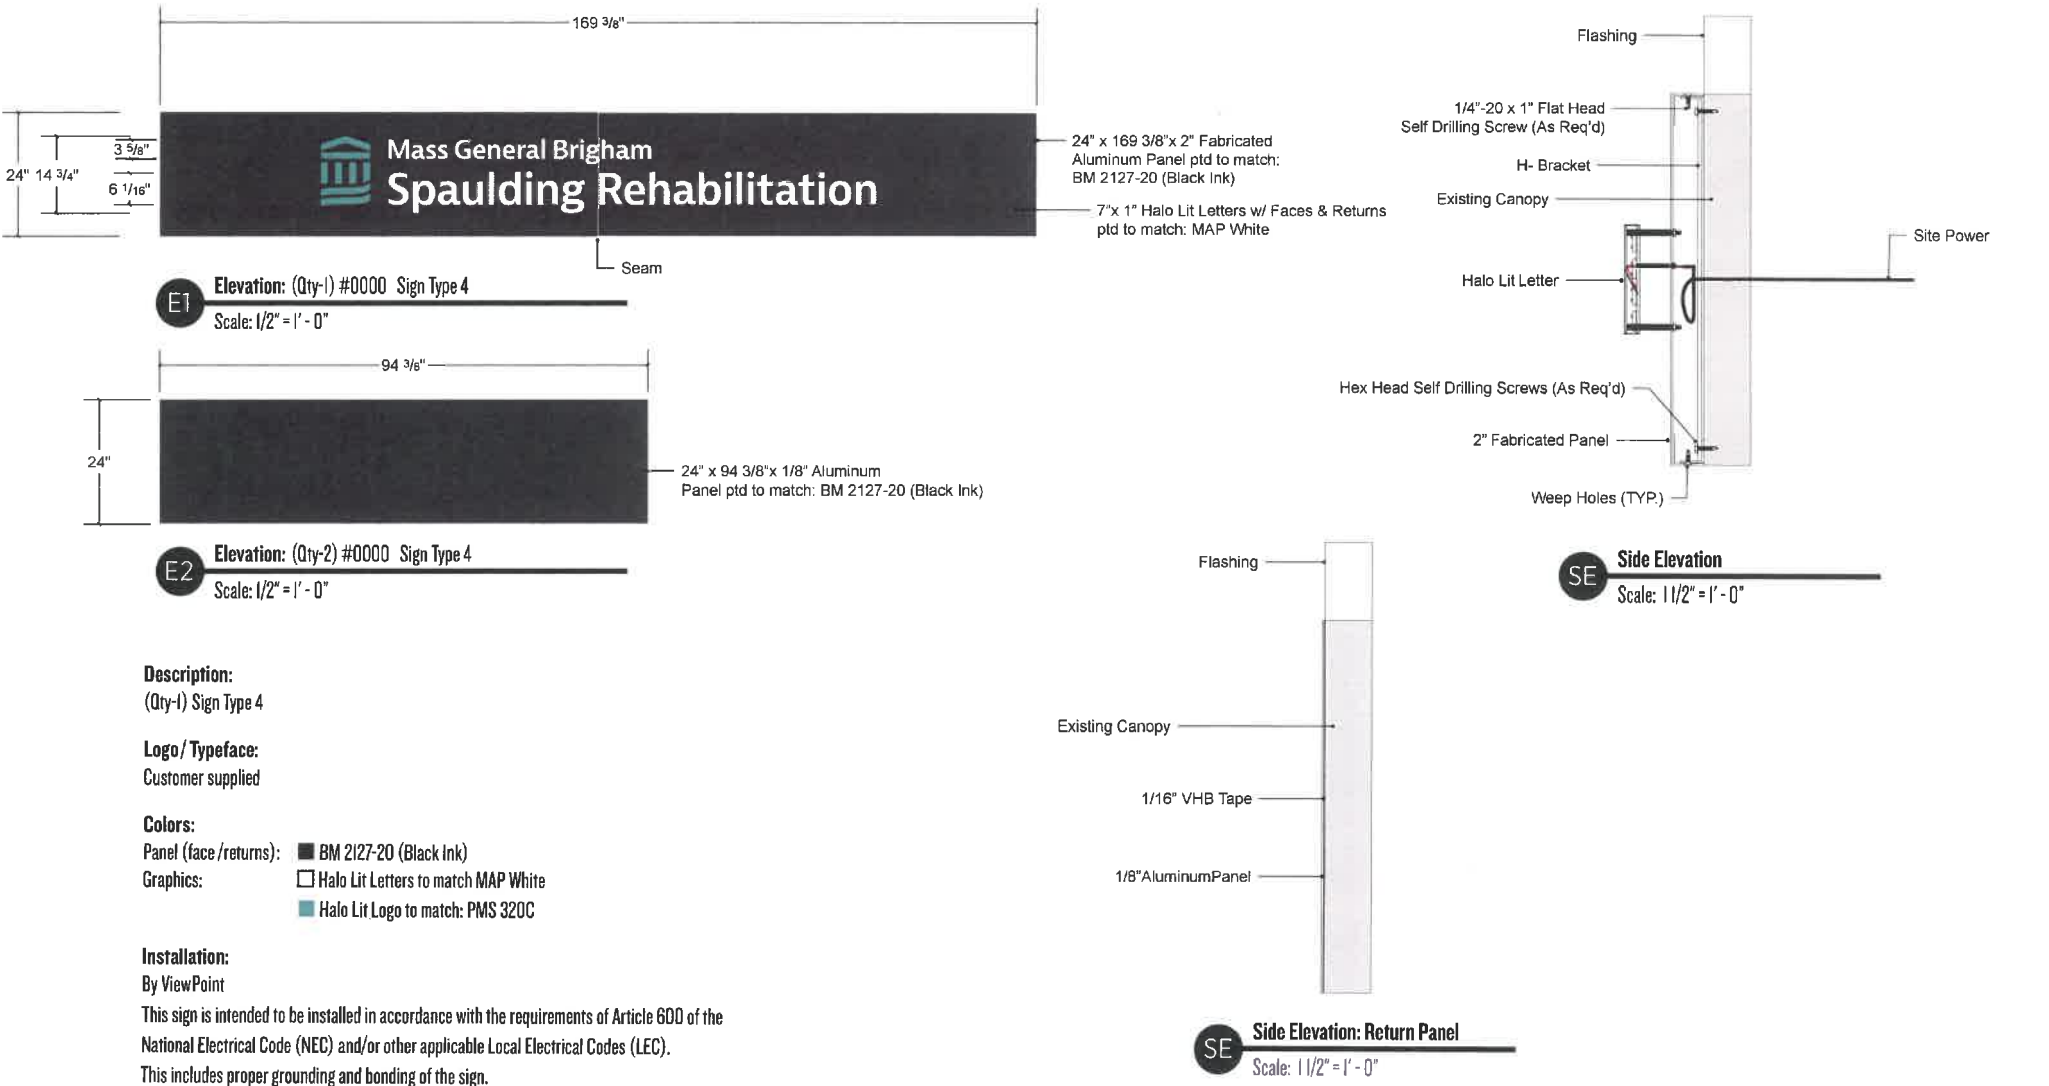 169 3/8"
24"
14 3/4"
3 5/8"
6 1/16"
Mass General Brigham
Spaulding Rehabilitation
24" x 169 3/8"x 2" Fabricated
Aluminum Panel ptd to match:
BM 2127-20 (Black Ink)
7"x 1" Halo Lit Letters w/ Faces & Returns
ptd to match: MAP White
Seam
E1
Elevation: (Qty-1) #0000 Sign Type 4
Scale: 1/2" = 1' - 0"
94 3/8"
24"
24" x 94 3/8"x 1/8" Aluminum
Panel ptd to match: BM 2127-20 (Black Ink)
E2
Elevation: (Qty-2) #0000 Sign Type 4
Scale: 1/2" = 1' - 0"
Flashing
1/4"-20 x 1" Flat Head
Self Drilling Screw (As Req'd)
H- Bracket
Existing Canopy
Site Power
Halo Lit Letter
Hex Head Self Drilling Screws (As Req'd)
2" Fabricated Panel
Weep Holes (TYP.)
SE
Side Elevation
Scale: 1 1/2" = 1' - 0"
Flashing
Existing Canopy
1/16" VHB Tape
1/8"AluminumPanel
SE
Side Elevation: Return Panel
Scale: 1 1/2" = 1' - 0"
Description:
(Qty-1) Sign Type 4
Logo/ Typeface:
Customer supplied
Colors:
Panel (face/returns): BM 2127-20 (Black Ink)
Graphics: Halo Lit Letters to match MAP White
Halo Lit Logo to match: PMS 320C
Installation:
By ViewPoint
This sign is intended to be installed in accordance with the requirements of Article 600 of the
National Electrical Code (NEC) and/or other applicable Local Electrical Codes (LEC).
This includes proper grounding and bonding of the sign.